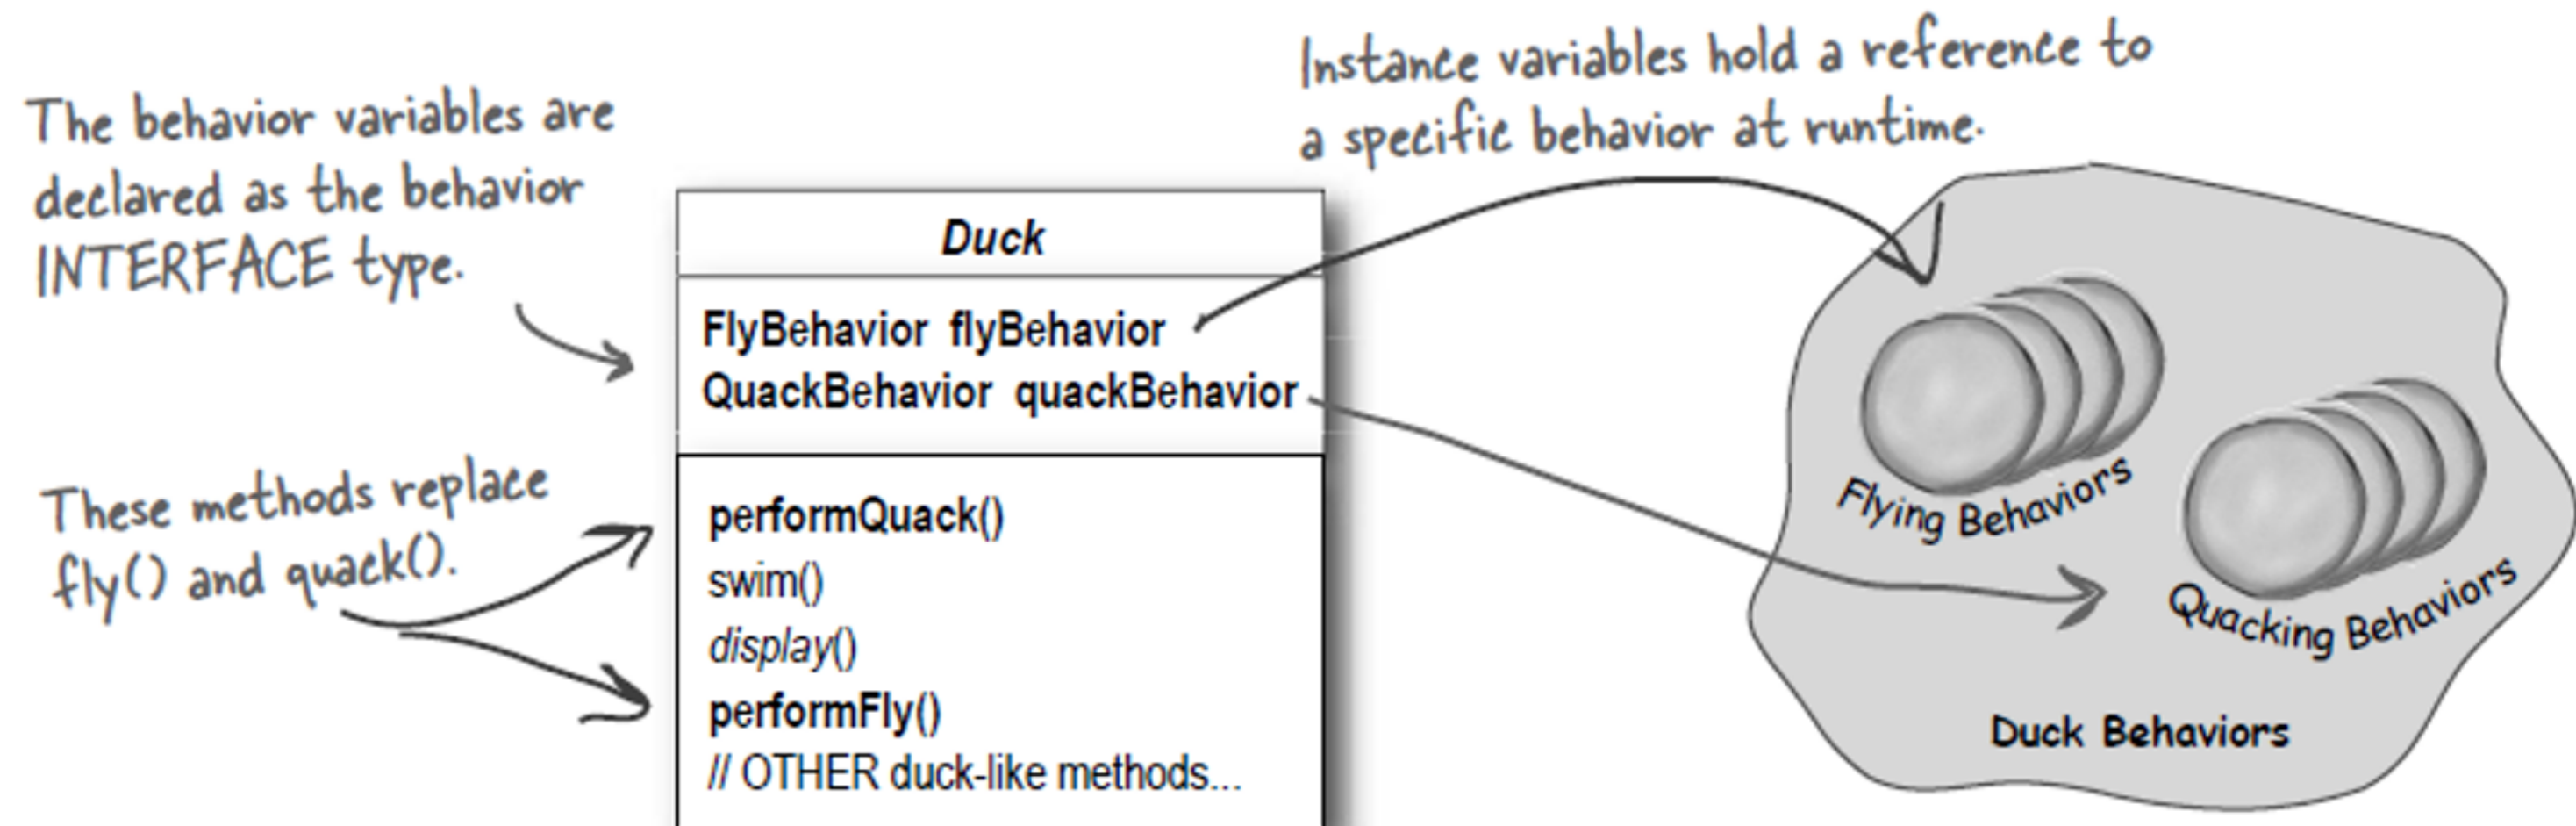 The behavior variables are
declared as the behavior
INTERFACE type.
These methods replace
fly() and quack().
Duck
FlyBehavior flyBehavior
QuackBehavior quackBehavior
performQuack()
swim()
display()
performFly()
// OTHER duck-like methods...
Instance variables hold a reference to
a specific behavior at runtime.
Flying Behaviors
Quacking Behaviors
Duck Behaviors